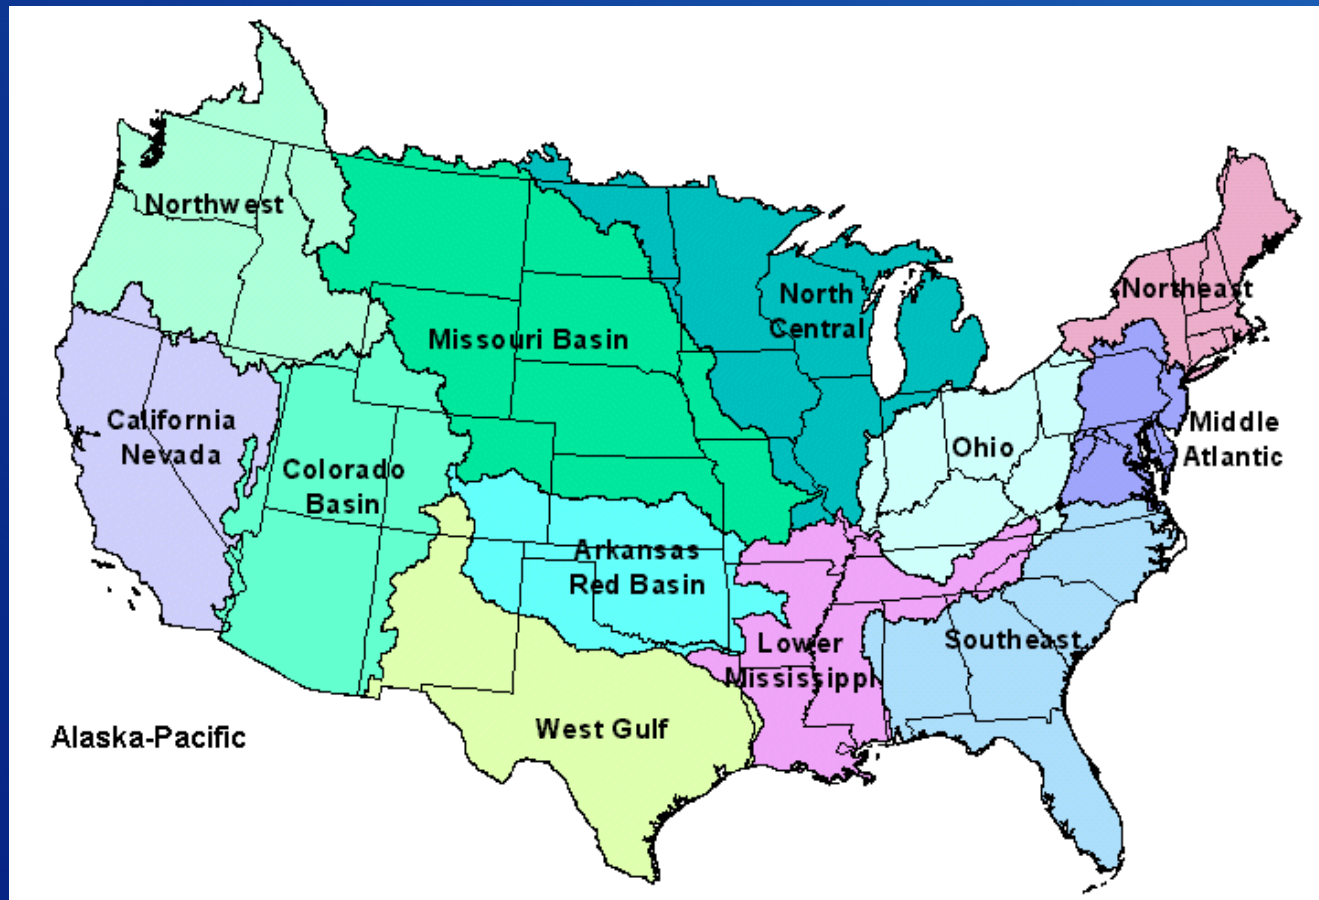 Northwest
Northeast
North
Central
Missouri Basin
California
Nevada
Middle
Atlantic
Ohio
Colorado
Basin
Arkansas
Red Basin
Southeast
Lower
Mississippi
West Gulf
Alaska-Pacific